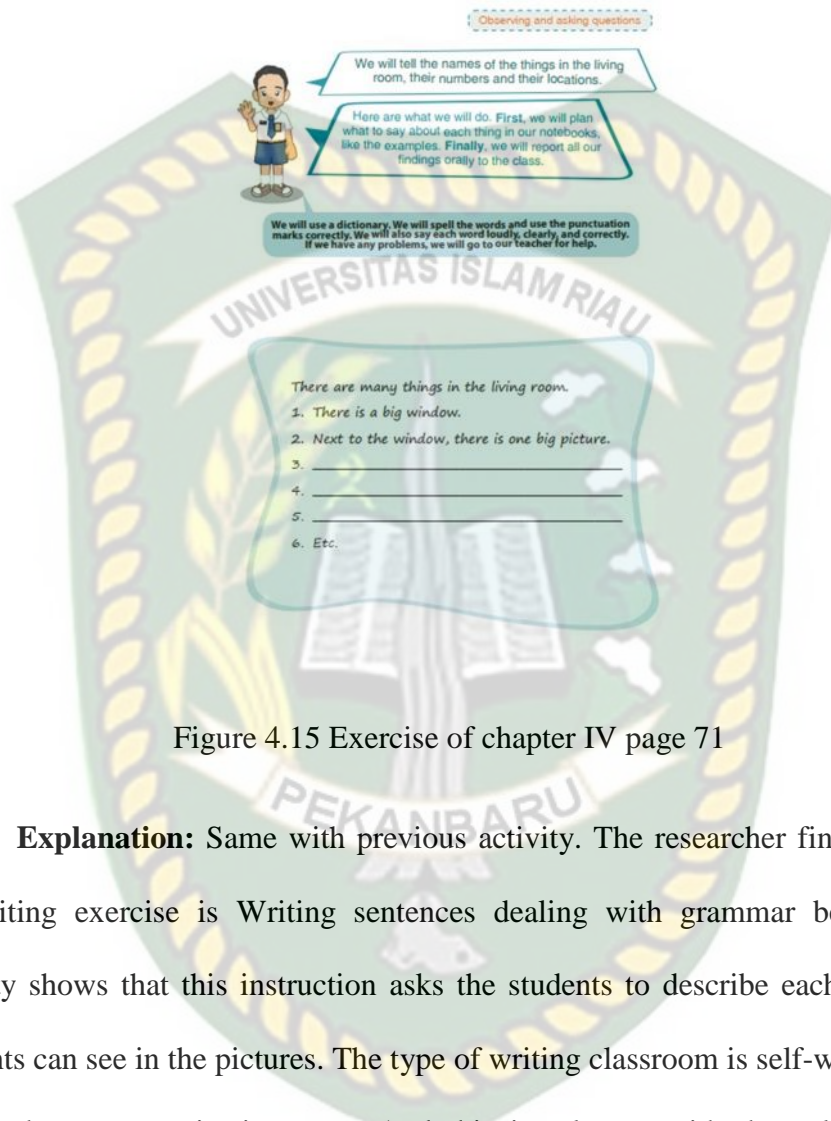 Observing and asking questions
We will tell the names of the things in the living
room, their numbers and their locations.
Here are what we will do. First, we will plan
what to say about each thing in our notebooks,
like the examples. Finally, we will report all our
findings orally to the class.
We will use a dictionary. We will spell the words and use the punctuation
marks correctly. We will also say each word loudly, clearly, and correctly.
If we have any problems, we will go to our teacher for help.
UNIVERSITAS ISLAM RIAU
There are many things in the living room.
1. There is a big window.
2. Next to the window, there is one big picture.
3.
4.
5.
6. Etc.
Figure 4.15 Exercise of chapter IV page 71
PEKANBARU
Explanation: Same with previous activity. The researcher fin
iting exercise is Writing sentences dealing with grammar b
y shows that this instruction asks the students to describe each
nts can see in the pictures. The type of writing classroom is self-w